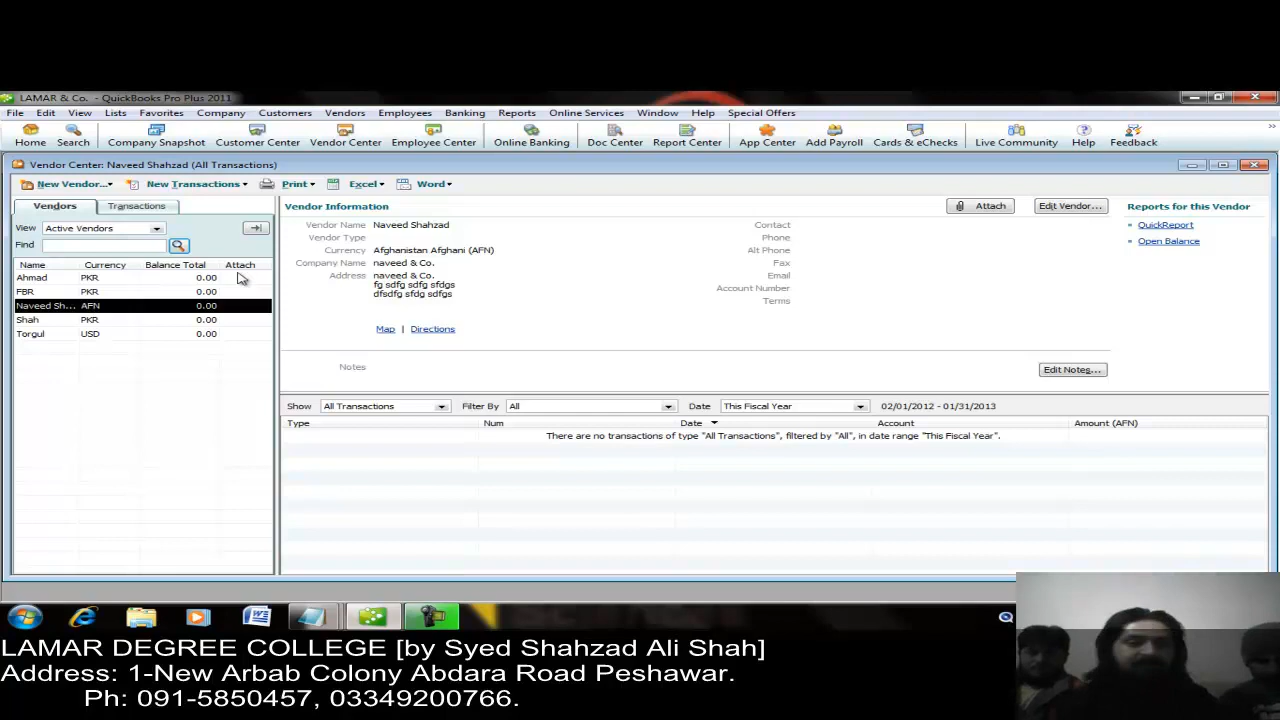 LAMAR & Co. - QuickBooks Pro Plus 2011
File Edit View Lists Favorites Company Customers Vendors Employees Banking Reports Online Services Window Help Special Offers
Home Search Company Snapshot Customer Center Vendor Center Employee Center Online Banking Doc Center Report Center App Center Add Payroll Cards & eChecks Live Community Help Feedback
Vendor Center: Naveed Shahzad (All Transactions)
New Vendor... New Transactions Print Excel Word
Vendors Transactions
View Active Vendors
Find
Name Currency Balance Total Attach
Ahmad PKR 0.00
FBR PKR 0.00
Naveed Sh... AFN 0.00
Shah PKR 0.00
Torgul USD 0.00
Vendor Information Attach Edit Vendor...
Vendor Name Naveed Shahzad
Vendor Type
Currency Afghanistan Afghani (AFN)
Company Name naveed & Co.
Address naveed & Co.
fg sdfg sdfg sdfgs
dfsdfg sdfg sdfgs
Map | Directions
Contact
Phone
Alt Phone
Fax
Email
Account Number
Terms
Notes Edit Notes...
Reports for this Vendor
QuickReport
Open Balance
Show All Transactions Filter By All Date This Fiscal Year 02/01/2012 - 01/31/2013
Type Num Date Account Amount (AFN)
There are no transactions of type "All Transactions", filtered by "All", in date range "This Fiscal Year".
LAMAR DEGREE COLLEGE [by Syed Shahzad Ali Shah]
Address: 1-New Arbab Colony Abdara Road Peshawar.
Ph: 091-5850457, 03349200766.